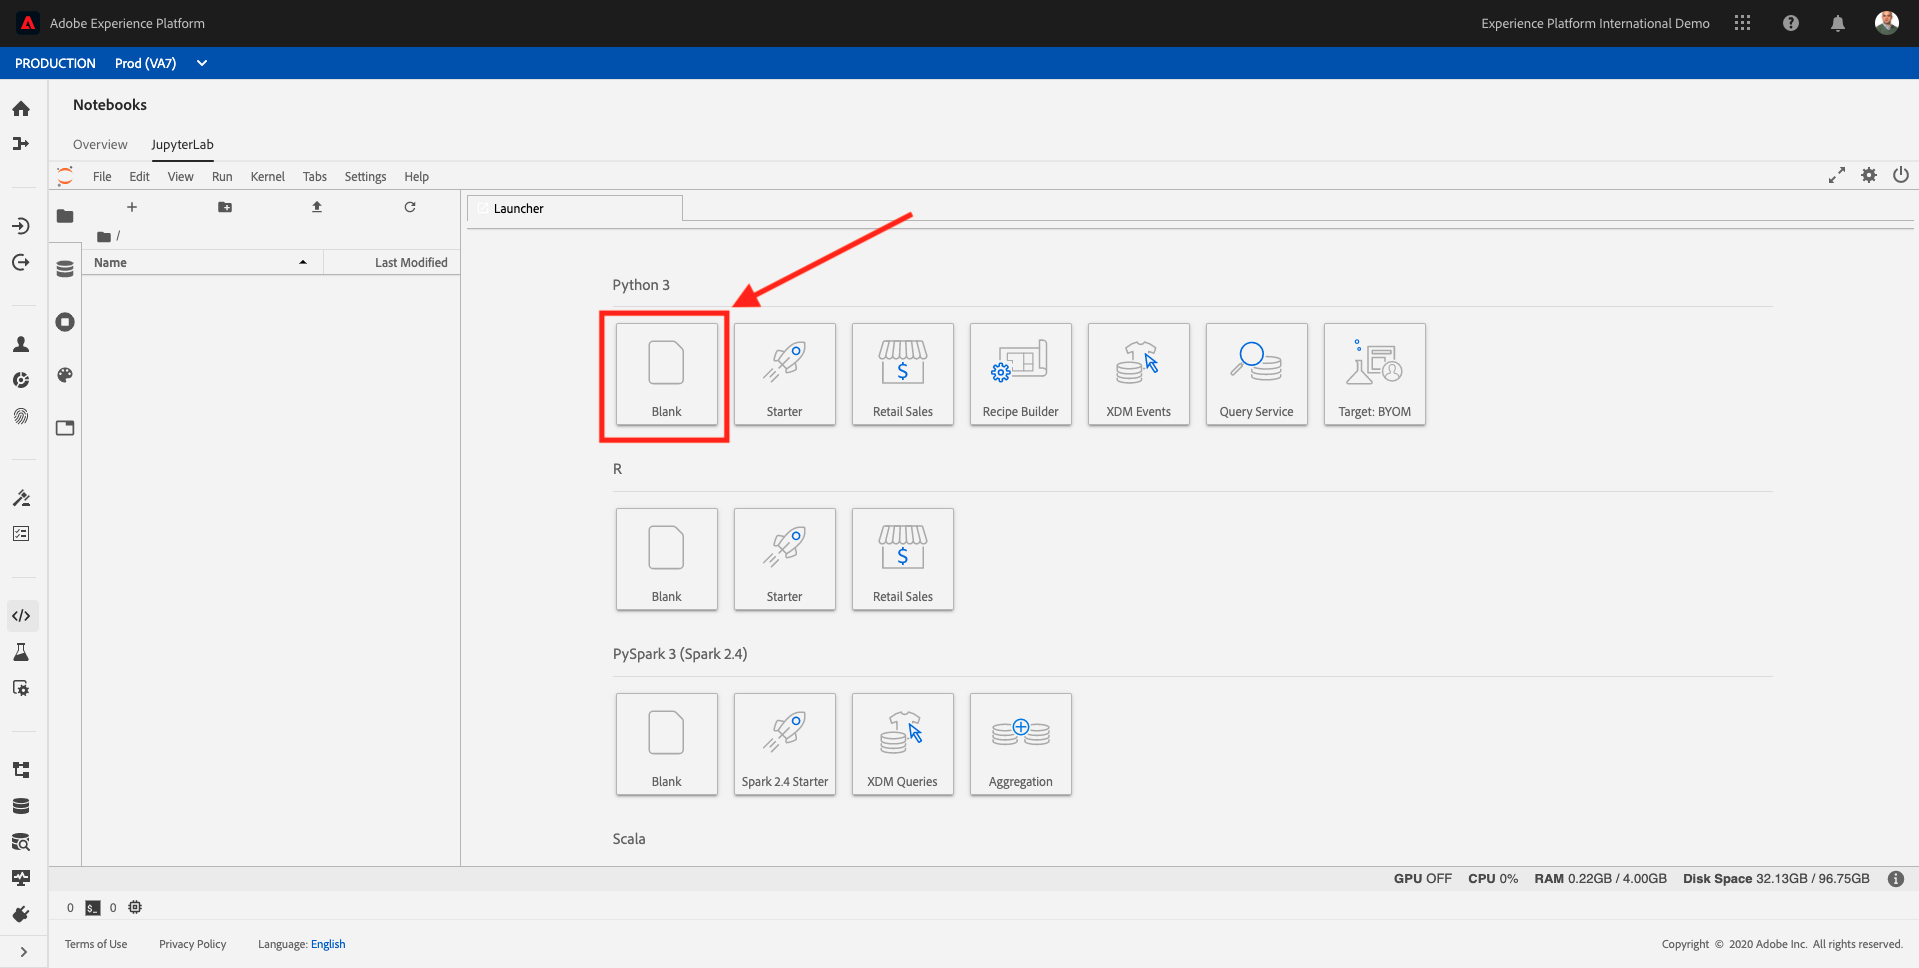 Adobe Experience Platform
Experience Platform International Demo
PRODUCTION Prod (VA7)
Notebooks
Overview JupyterLab
File Edit View Run Kernel Tabs Settings Help
Launcher
/
Name Last Modified
Python 3
Blank Starter Retail Sales Recipe Builder XDM Events Query Service Target: BYOM
R
Blank Starter Retail Sales
PySpark 3 (Spark 2.4)
Blank Spark 2.4 Starter XDM Queries Aggregation
Scala
GPU OFF CPU 0% RAM 0.22GB / 4.00GB Disk Space 32.13GB / 96.75GB
0 $_ 0
Terms of Use Privacy Policy Language: English
Copyright © 2020 Adobe Inc. All rights reserved.